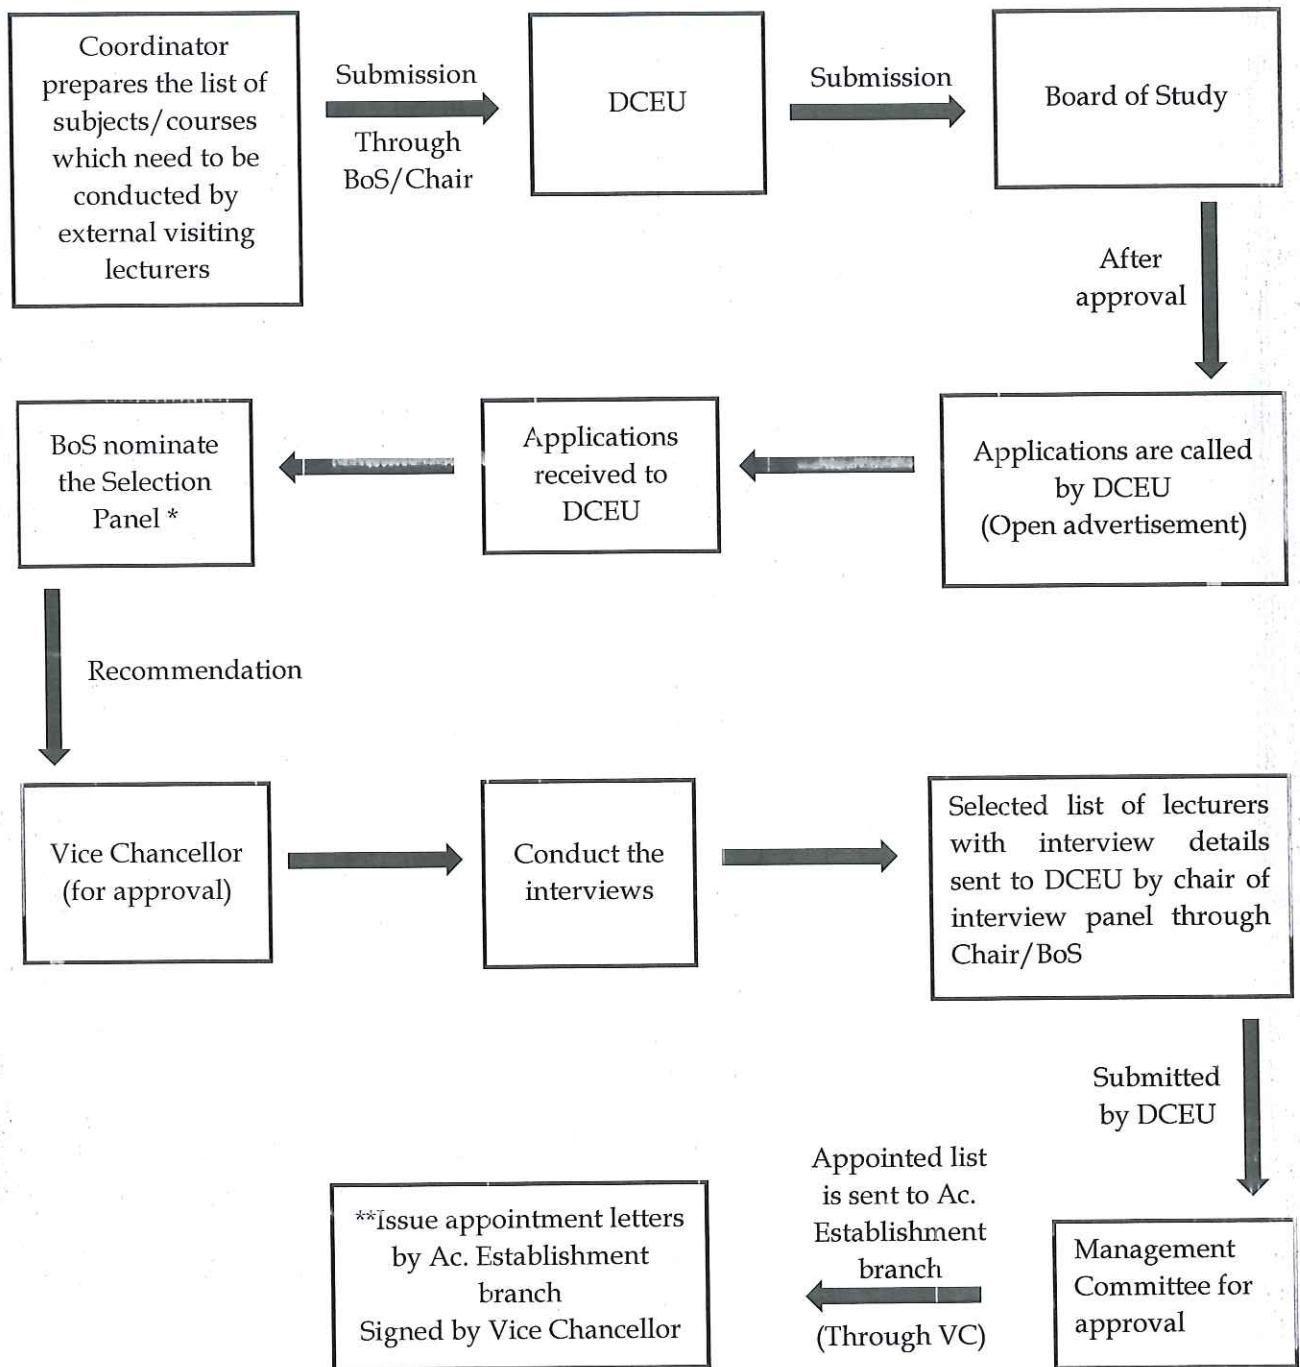 Coordinator
prepares the list of
subjects/courses
which need to be
conducted by
external visiting
lecturers
Submission
Through
BoS/Chair
DCEU
Submission
Board of Study
After
approval
Applications are called
by DCEU
(Open advertisement)
Applications
received to
DCEU
BoS nominate
the Selection
Panel *
Recommendation
Vice Chancellor
(for approval)
Conduct the
interviews
Selected list of lecturers
with interview details
sent to DCEU by chair of
interview panel through
Chair/BoS
Submitted
by DCEU
Management
Committee for
approval
Appointed list
is sent to Ac.
Establishment
branch
(Through VC)
**Issue appointment letters
by Ac. Establishment
branch
Signed by Vice Chancellor